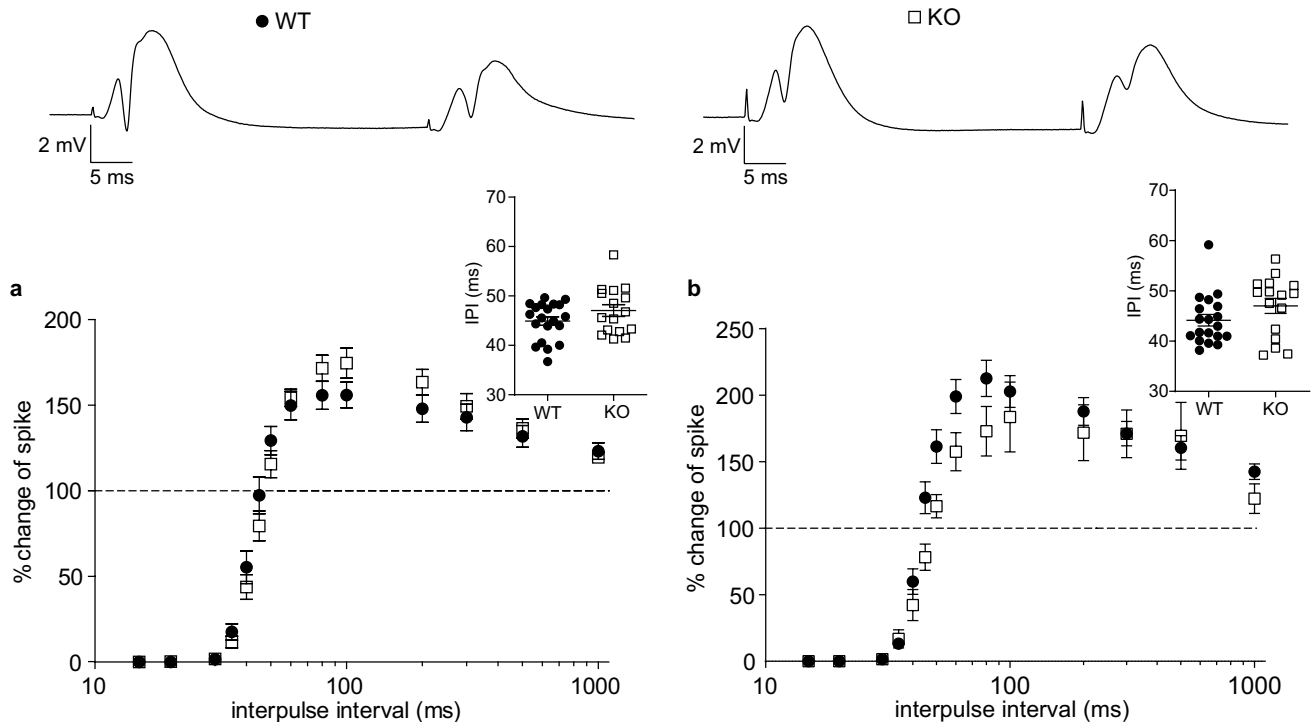 WT
KO
2 mV
5 ms
2 mV
5 ms
a
% change of spike
200
150
100
50
0
10
100
1000
interpulse interval (ms)
IPI (ms)
70
60
50
40
30
WT
KO
b
% change of spike
250
200
150
100
50
0
10
100
1000
interpulse interval (ms)
IPI (ms)
70
60
50
40
30
WT
KO